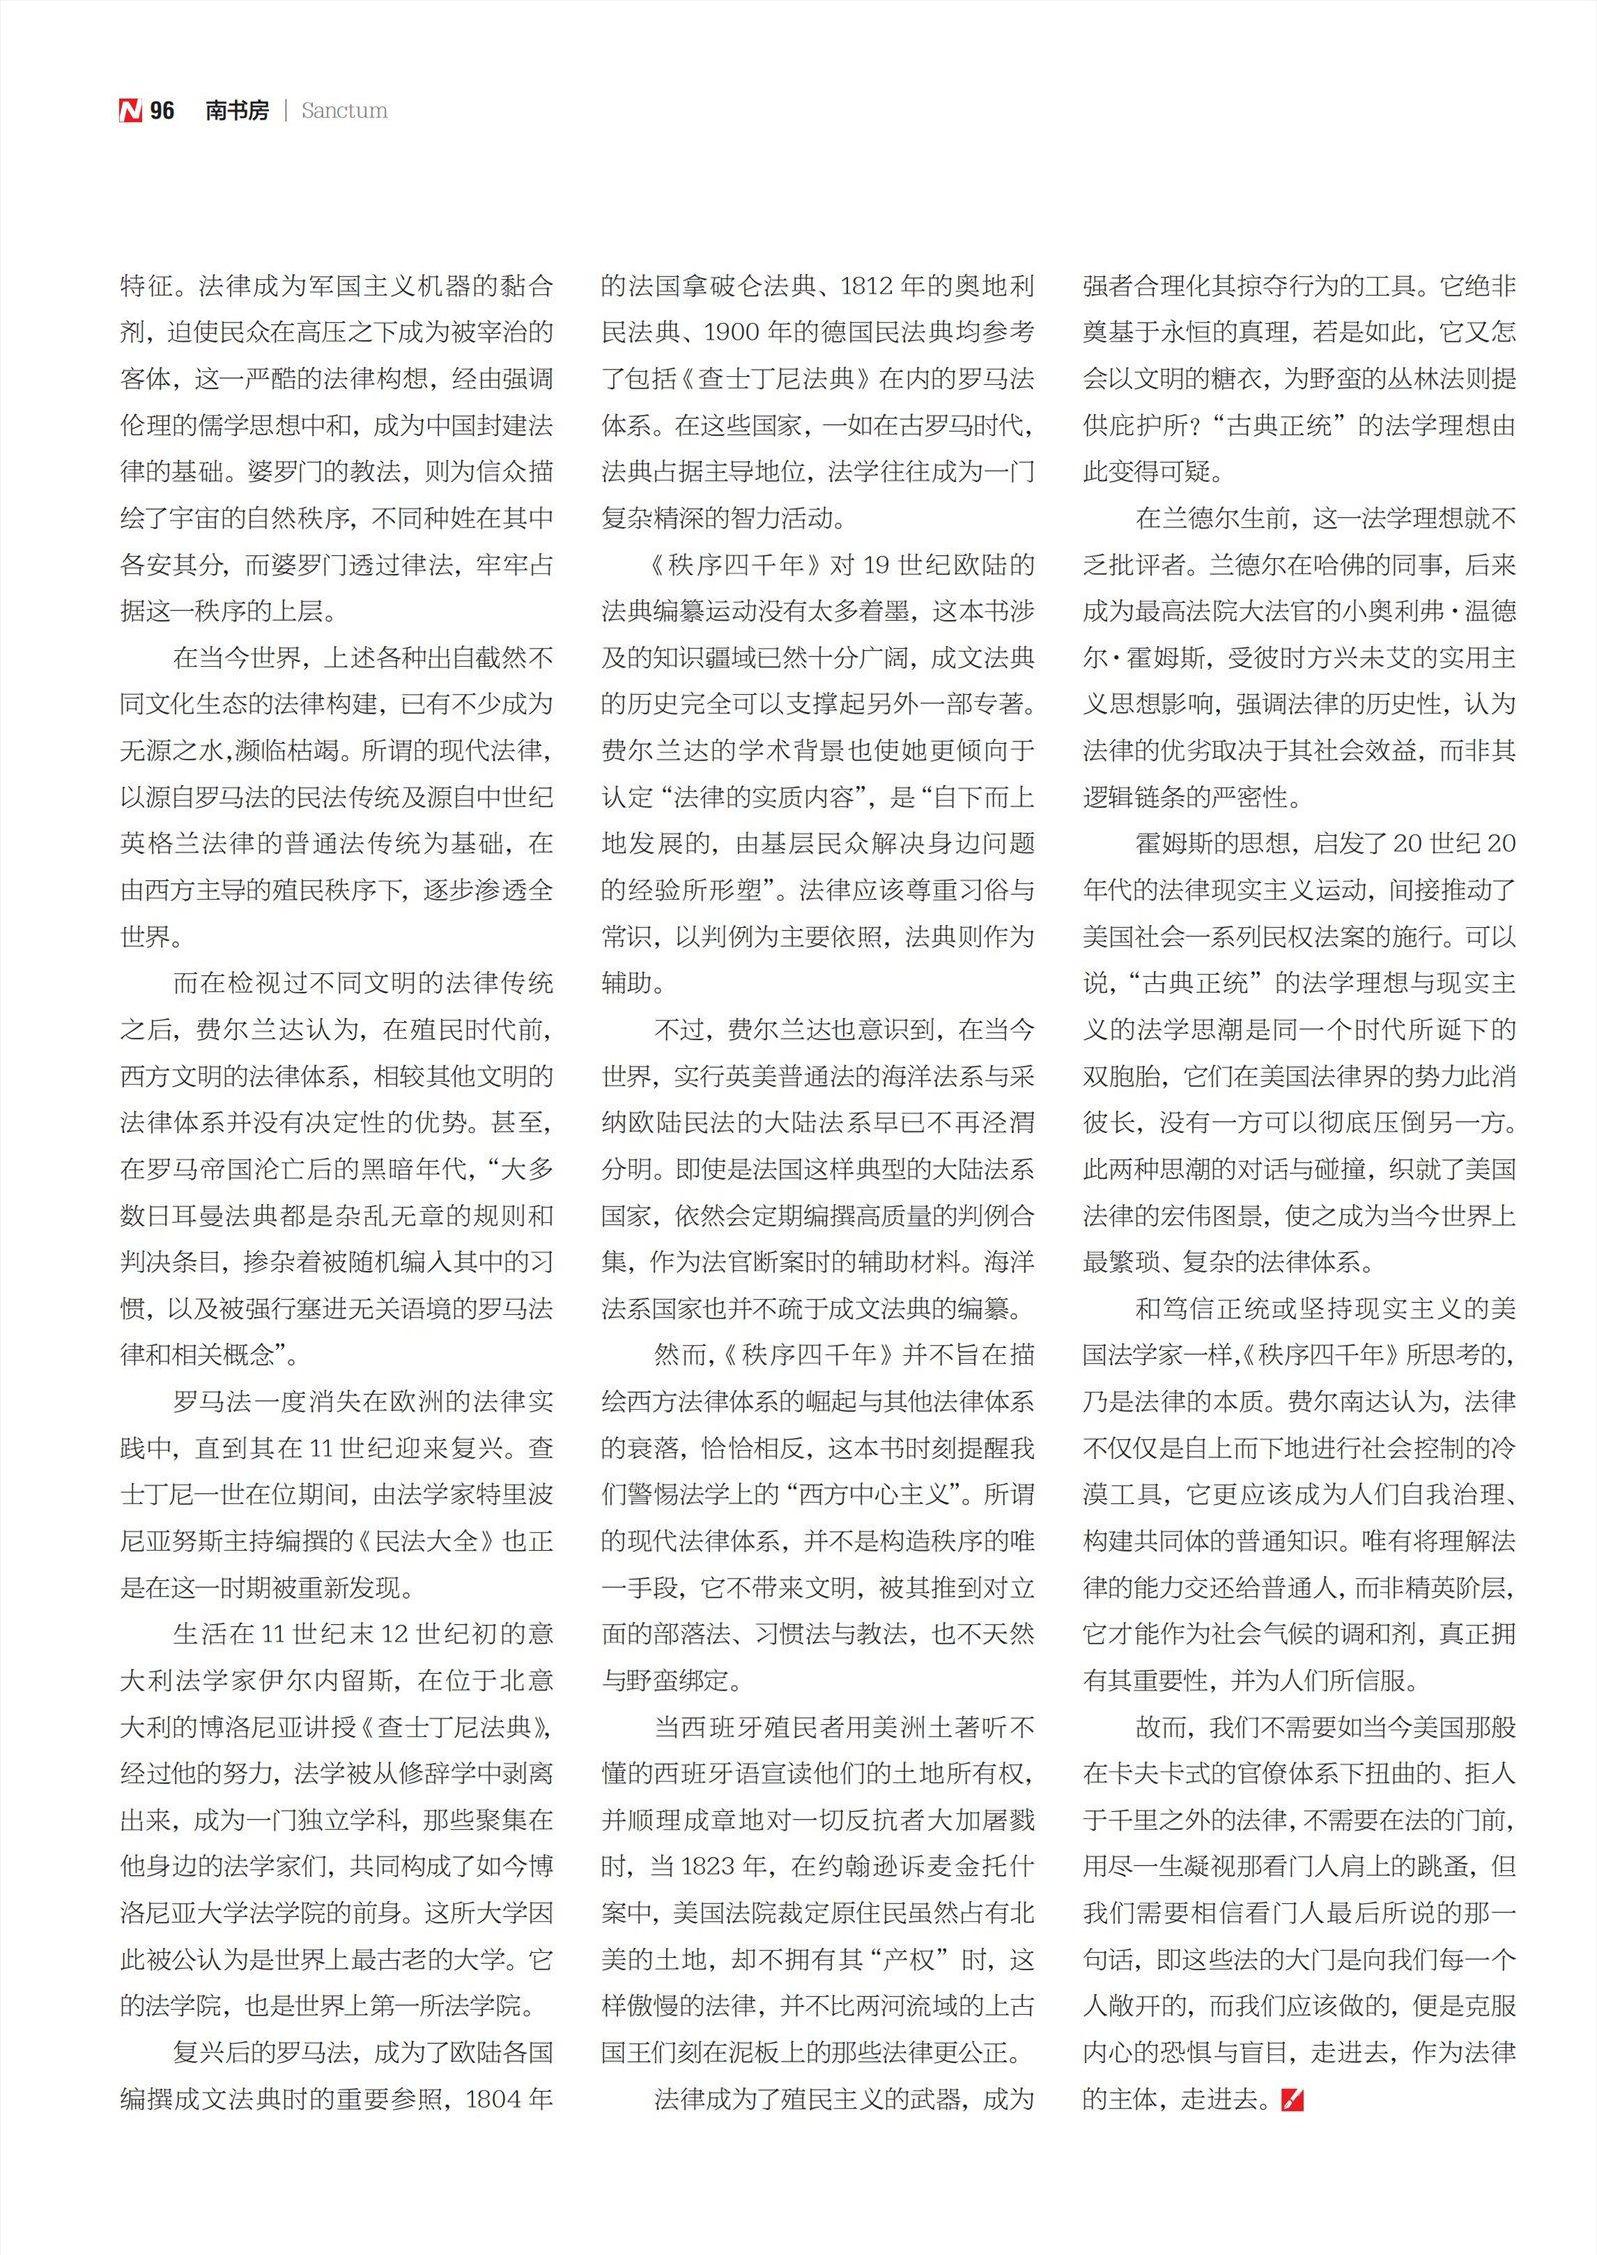 N 96 南书房 | Sanctum
特征。法律成为军国主义机器的黏合
剂，迫使民众在高压之下成为被宰治的
客体，这一严酷的法律构想，经由强调
伦理的儒学思想中和，成为中国封建法
律的基础。婆罗门的教法，则为信众描
绘了宇宙的自然秩序，不同种姓在其中
各安其分，而婆罗门透过律法，牢牢占
据这一秩序的上层。
在当今世界，上述各种出自截然不
同文化生态的法律构建，已有不少成为
无源之水，濒临枯竭。所谓的现代法律，
以源自罗马法的民法传统及源自中世纪
英格兰法律的普通法传统为基础，在
由西方主导的殖民秩序下，逐步渗透全
世界。
而在检视过不同文明的法律传统
之后，费尔兰达认为，在殖民时代前，
西方文明的法律体系，相较其他文明的
法律体系并没有决定性的优势。甚至，
在罗马帝国沦亡后的黑暗年代，“大多
数日耳曼法典都是杂乱无章的规则和
判决条目，掺杂着被随机编入其中的习
惯，以及被强行塞进无关语境的罗马法
律和相关概念”。
罗马法一度消失在欧洲的法律实
践中，直到其在 11 世纪迎来复兴。查
士丁尼一世在位期间，由法学家特里波
尼亚努斯主持编撰的《民法大全》也正
是在这一时期被重新发现。
生活在 11 世纪末 12 世纪初的意
大利法学家伊尔内留斯，在位于北意
大利的博洛尼亚讲授《查士丁尼法典》，
经过他的努力，法学被从修辞学中剥离
出来，成为一门独立学科，那些聚集在
他身边的法学家们，共同构成了如今博
洛尼亚大学法学院的前身。这所大学因
此被公认为是世界上最古老的大学。它
的法学院，也是世界上第一所法学院。
复兴后的罗马法，成为了欧陆各国
编撰成文法典时的重要参照，1804 年
的法国拿破仑法典、1812 年的奥地利
民法典、1900 年的德国民法典均参考
了包括《查士丁尼法典》在内的罗马法
体系。在这些国家，一如在古罗马时代，
法典占据主导地位，法学往往成为一门
复杂精深的智力活动。
《秩序四千年》对 19 世纪欧陆的
法典编纂运动没有太多着墨，这本书涉
及的知识疆域已然十分广阔，成文法典
的历史完全可以支撑起另外一部专著。
费尔兰达的学术背景也使她更倾向于
认定“法律的实质内容”，是“自下而上
地发展的，由基层民众解决身边问题
的经验所形塑”。法律应该尊重习俗与
常识，以判例为主要依照，法典则作为
辅助。
不过，费尔兰达也意识到，在当今
世界，实行英美普通法的海洋法系与采
纳欧陆民法的大陆法系早已不再泾渭
分明。即使是法国这样典型的大陆法系
国家，依然会定期编撰高质量的判例合
集，作为法官断案时的辅助材料。海洋
法系国家也并不疏于成文法典的编纂。
然而，《秩序四千年》并不旨在描
绘西方法律体系的崛起与其他法律体系
的衰落，恰恰相反，这本书时刻提醒我
们警惕法学上的“西方中心主义”。所谓
的现代法律体系，并不是构造秩序的唯
一手段，它不带来文明，被其推到对立
面的部落法、习惯法与教法，也不天然
与野蛮绑定。
当西班牙殖民者用美洲土著听不
懂的西班牙语宣读他们的土地所有权，
并顺理成章地对一切反抗者大加屠戮
时，当 1823 年，在约翰逊诉麦金托什
案中，美国法院裁定原住民虽然占有北
美的土地，却不拥有其“产权”时，这
样傲慢的法律，并不比两河流域的上古
国王们刻在泥板上的那些法律更公正。
法律成为了殖民主义的武器，成为
强者合理化其掠夺行为的工具。它绝非
奠基于永恒的真理，若是如此，它又怎
会以文明的糖衣，为野蛮的丛林法则提
供庇护所？“古典正统”的法学理想由
此变得可疑。
在兰德尔生前，这一法学理想就不
乏批评者。兰德尔在哈佛的同事，后来
成为最高法院大法官的小奥利弗·温德
尔·霍姆斯，受彼时方兴未艾的实用主
义思想影响，强调法律的历史性，认为
法律的优劣取决于其社会效益，而非其
逻辑链条的严密性。
霍姆斯的思想，启发了 20 世纪 20
年代的法律现实主义运动，间接推动了
美国社会一系列民权法案的施行。可以
说，“古典正统”的法学理想与现实主
义的法学思潮是同一个时代所诞下的
双胞胎，它们在美国法律界的势力此消
彼长，没有一方可以彻底压倒另一方。
此两种思潮的对话与碰撞，织就了美国
法律的宏伟图景，使之成为当今世界上
最繁琐、复杂的法律体系。
和笃信正统或坚持现实主义的美
国法学家一样，《秩序四千年》所思考的，
乃是法律的本质。费尔南达认为，法律
不仅仅是自上而下地进行社会控制的冷
漠工具，它更应该成为人们自我治理、
构建共同体的普通知识。唯有将理解法
律的能力交还给普通人，而非精英阶层，
它才能作为社会气候的调和剂，真正拥
有其重要性，并为人们所信服。
故而，我们不需要如当今美国那般
在卡夫卡式的官僚体系下扭曲的、拒人
于千里之外的法律，不需要在法的门前，
用尽一生凝视那看门人肩上的跳蚤，但
我们需要相信看门人最后所说的那一
句话，即这些法的大门是向我们每一个
人敞开的，而我们应该做的，便是克服
内心的恐惧与盲目，走进去，作为法律
的主体，走进去。